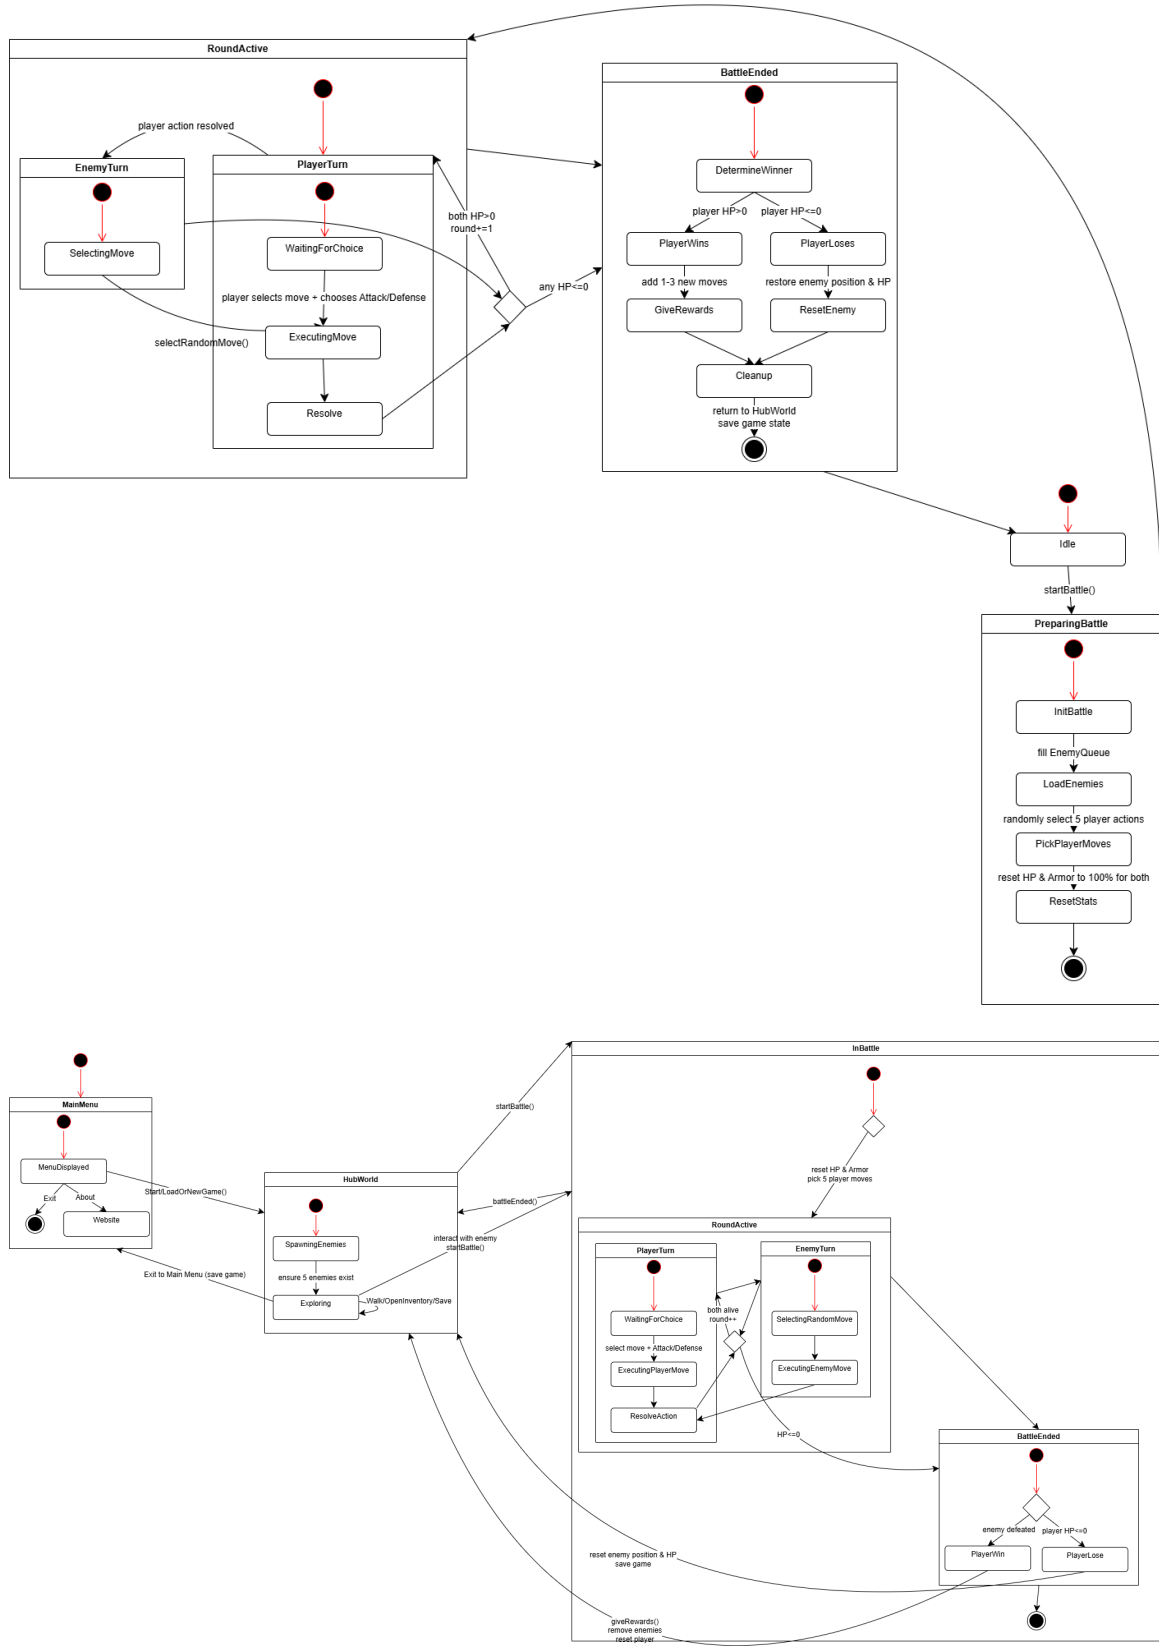 RoundActive
player action resolved
EnemyTurn
SelectingMove
selectRandomMove()
PlayerTurn
WaitingForChoice
player selects move + chooses Attack/Defense
ExecutingMove
Resolve
both HP>0
round+=1
any HP<=0
BattleEnded
DetermineWinner
player HP>0
player HP<=0
PlayerWins
PlayerLoses
add 1-3 new moves
restore enemy position & HP
GiveRewards
ResetEnemy
Cleanup
return to HubWorld
save game state
Idle
startBattle()
PreparingBattle
InitBattle
fill EnemyQueue
LoadEnemies
randomly select 5 player actions
PickPlayerMoves
reset HP & Armor to 100% for both
ResetStats
MainMenu
MenuDisplayed
Exit
About
Website
Start/LoadOrNewGame()
Exit to Main Menu (save game)
HubWorld
SpawningEnemies
ensure 5 enemies exist
Exploring
Walk/OpenInventory/Save
startBattle()
battleEnded()
interact with enemy
startBattle()
InBattle
reset HP & Armor
pick 5 player moves
RoundActive
PlayerTurn
WaitingForChoice
select move + Attack/Defense
ExecutingPlayerMove
ResolveAction
both alive
round++
EnemyTurn
SelectingRandomMove
ExecutingEnemyMove
HP<=0
BattleEnded
enemy defeated
player HP<=0
PlayerWin
PlayerLose
reset enemy position & HP
save game
giveRewards()
remove enemies
reset player